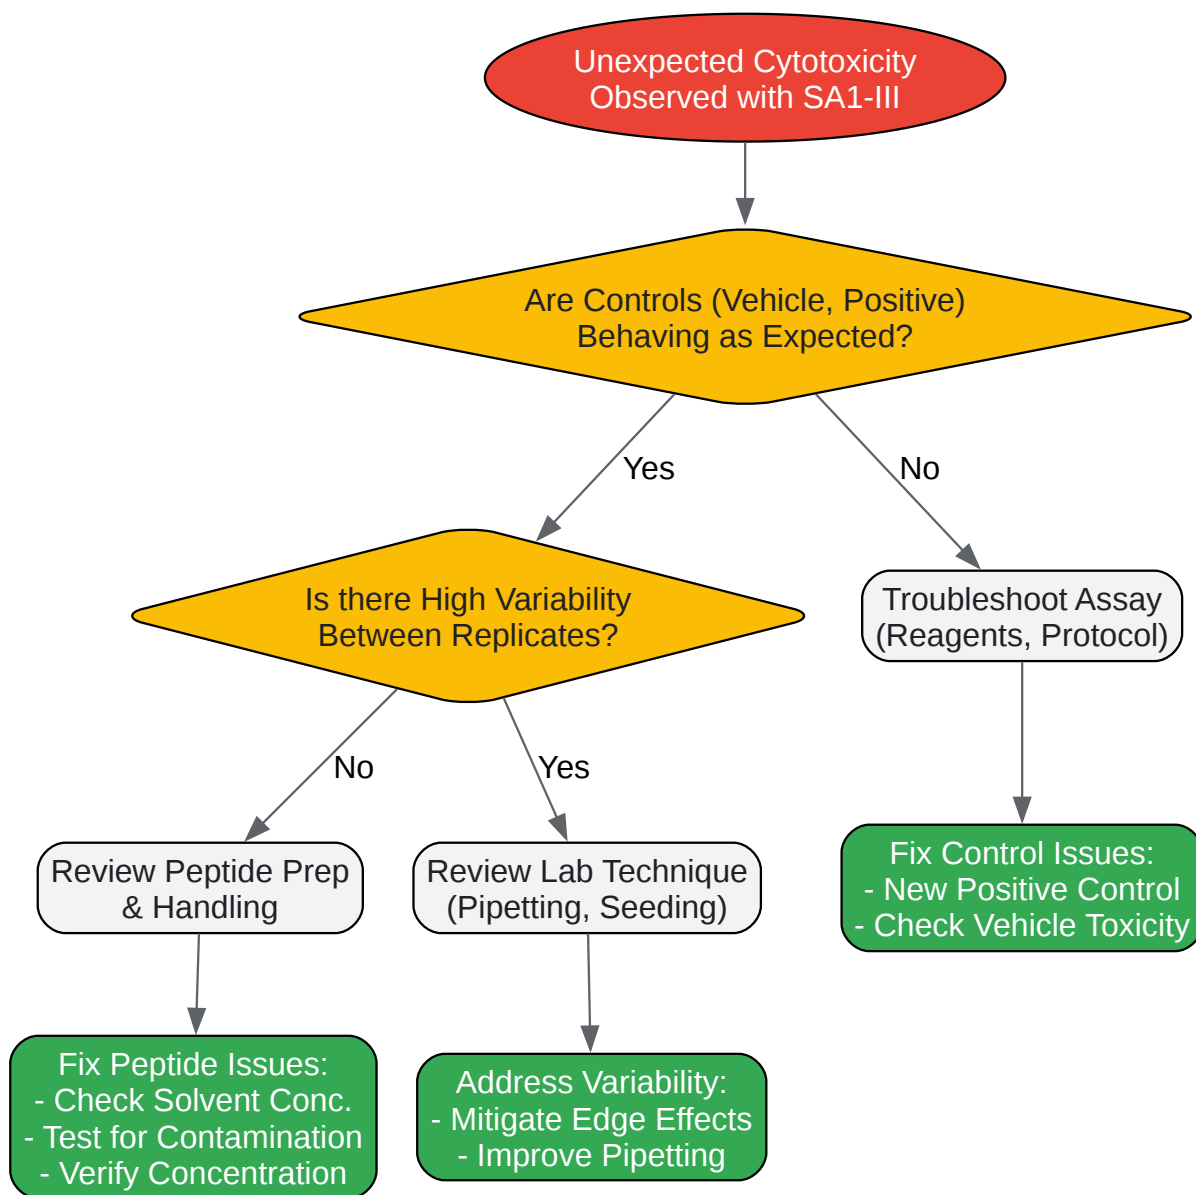 Unexpected Cytotoxicity
Observed with SA1-III
Are Controls (Vehicle, Positive)
Behaving as Expected?
Yes
No
Is there High Variability
Between Replicates?
Troubleshoot Assay
(Reagents, Protocol)
No
Yes
Review Peptide Prep
& Handling
Review Lab Technique
(Pipetting, Seeding)
Fix Control Issues:
- New Positive Control
- Check Vehicle Toxicity
Fix Peptide Issues:
- Check Solvent Conc.
- Test for Contamination
- Verify Concentration
Address Variability:
- Mitigate Edge Effects
- Improve Pipetting